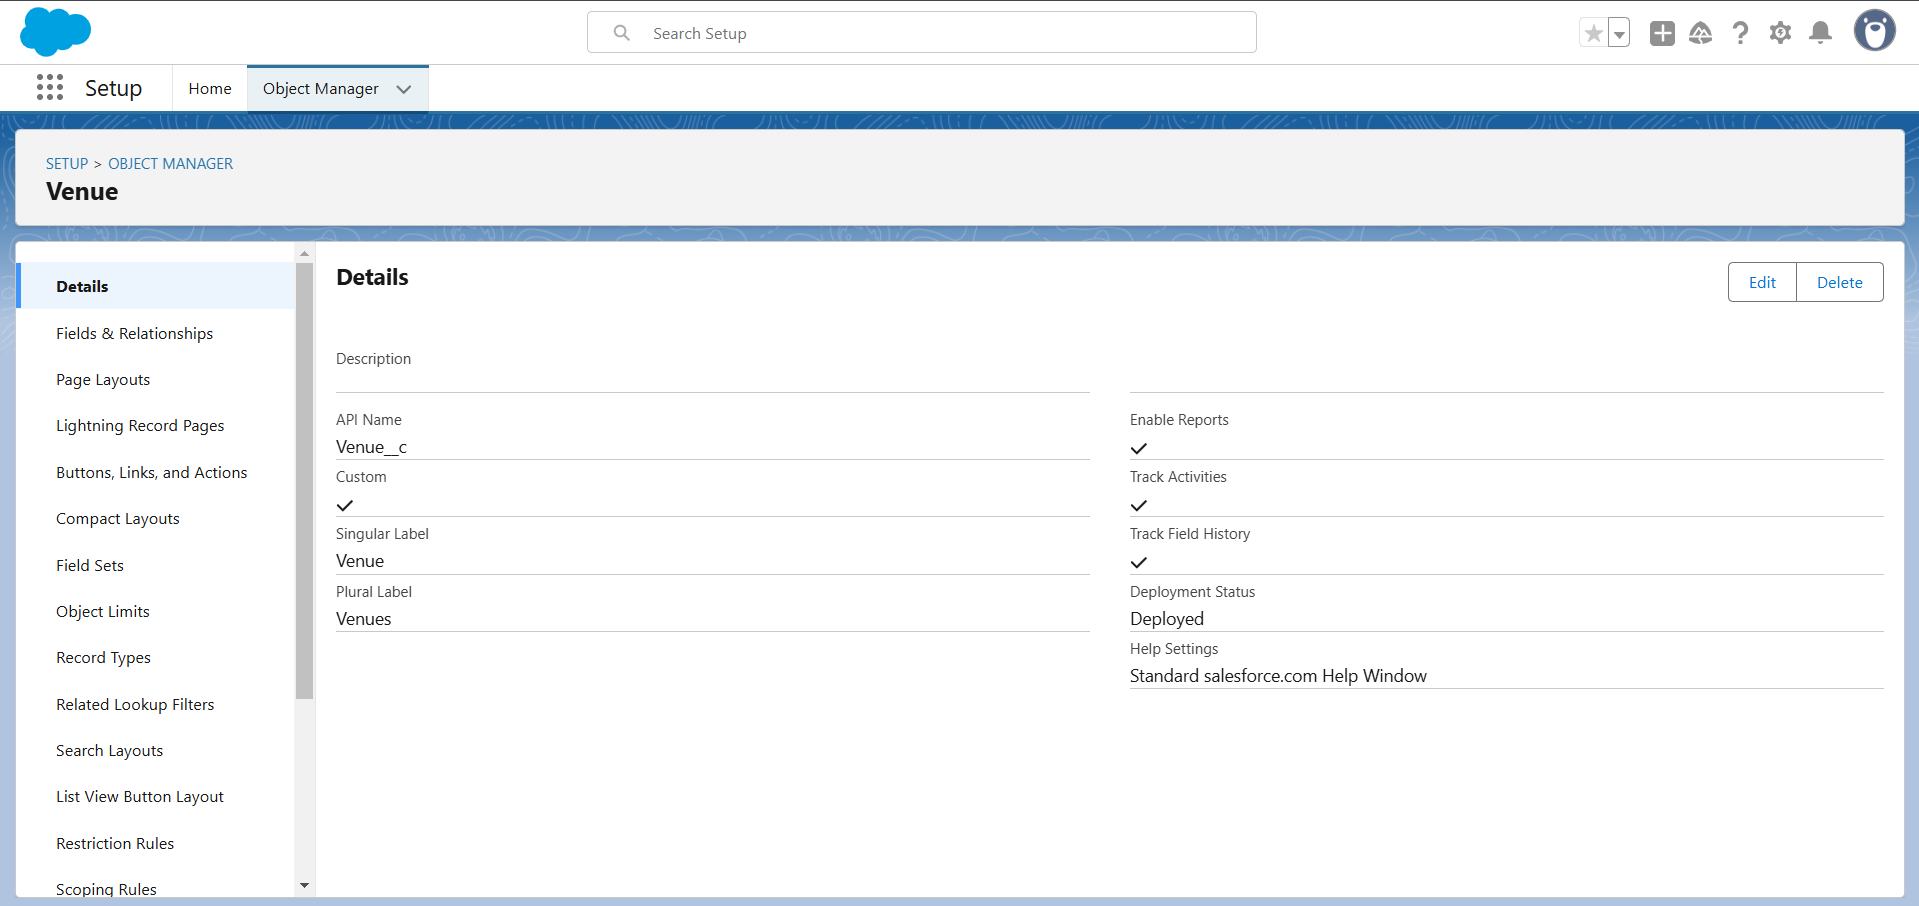 Search Setup
Setup
Home
Object Manager
SETUP > OBJECT MANAGER
Venue
Details
Fields & Relationships
Page Layouts
Lightning Record Pages
Buttons, Links, and Actions
Compact Layouts
Field Sets
Object Limits
Record Types
Related Lookup Filters
Search Layouts
List View Button Layout
Restriction Rules
Scoping Rules
Details
Edit
Delete
Description
API Name
Venue__c
Custom
Singular Label
Venue
Plural Label
Venues
Enable Reports
Track Activities
Track Field History
Deployment Status
Deployed
Help Settings
Standard salesforce.com Help Window